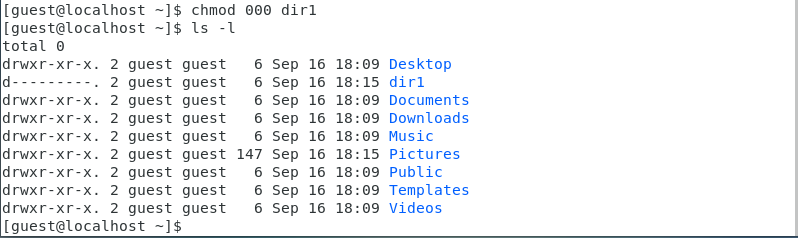 [guest@localhost ~]$ chmod 000 dir1
[guest@localhost ~]$ ls -l
total 0
drwxr-xr-x. 2 guest guest   6 Sep 16 18:09 Desktop
d---------. 2 guest guest   6 Sep 16 18:15 dir1
drwxr-xr-x. 2 guest guest   6 Sep 16 18:09 Documents
drwxr-xr-x. 2 guest guest   6 Sep 16 18:09 Downloads
drwxr-xr-x. 2 guest guest   6 Sep 16 18:09 Music
drwxr-xr-x. 2 guest guest 147 Sep 16 18:15 Pictures
drwxr-xr-x. 2 guest guest   6 Sep 16 18:09 Public
drwxr-xr-x. 2 guest guest   6 Sep 16 18:09 Templates
drwxr-xr-x. 2 guest guest   6 Sep 16 18:09 Videos
[guest@localhost ~]$